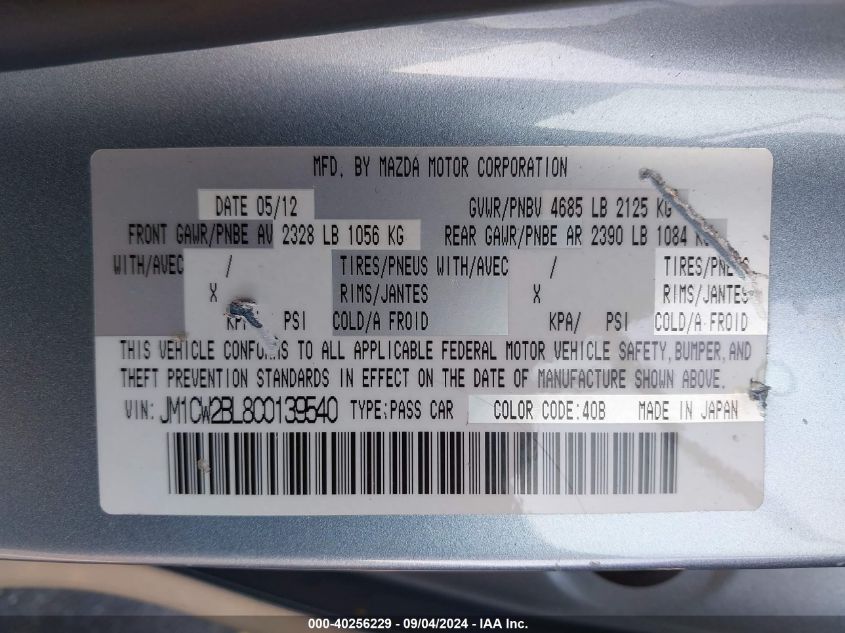 MFD. BY MAZDA MOTOR CORPORATION
DATE 05/12 GVWR/PNBV 4685 LB 2125 KG
FRONT GAWR/PNBE AV 2328 LB 1056 KG REAR GAWR/PNBE AR 2390 LB 1084 KG
WITH/AVEC / TIRES/PNEUS WITH/AVEC / TIRES/PNEUS
X RIMS/JANTES X RIMS/JANTES
KPA/ PSI COLD/A FROID KPA/ PSI COLD/A FROID
THIS VEHICLE CONFORMS TO ALL APPLICABLE FEDERAL MOTOR VEHICLE SAFETY, BUMPER, AND
THEFT PREVENTION STANDARDS IN EFFECT ON THE DATE OF MANUFACTURE SHOWN ABOVE.
VIN: JM1CW2BL8C0139540 TYPE: PASS CAR COLOR CODE: 40B MADE IN JAPAN
000-40256229 - 09/04/2024 - IAA Inc.